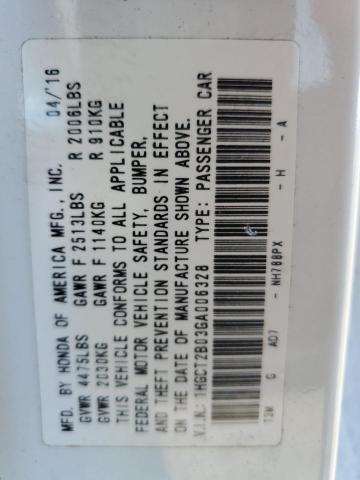 MFD. BY HONDA OF AMERICA MFG., INC. 04/'16
GVWR 4475LBS GAWR F 2513LBS R 2006LBS
GVWR 2030KG GAWR F 1140KG R 910KG
THIS VEHICLE CONFORMS TO ALL APPLICABLE
FEDERAL MOTOR VEHICLE SAFETY, BUMPER,
AND THEFT PREVENTION STANDARDS IN EFFECT
ON THE DATE OF MANUFACTURE SHOWN ABOVE.
V.I.N.: 1HGCT2B03GA006328 TYPE: PASSENGER CAR
G AD7 - NH788PX - H - A